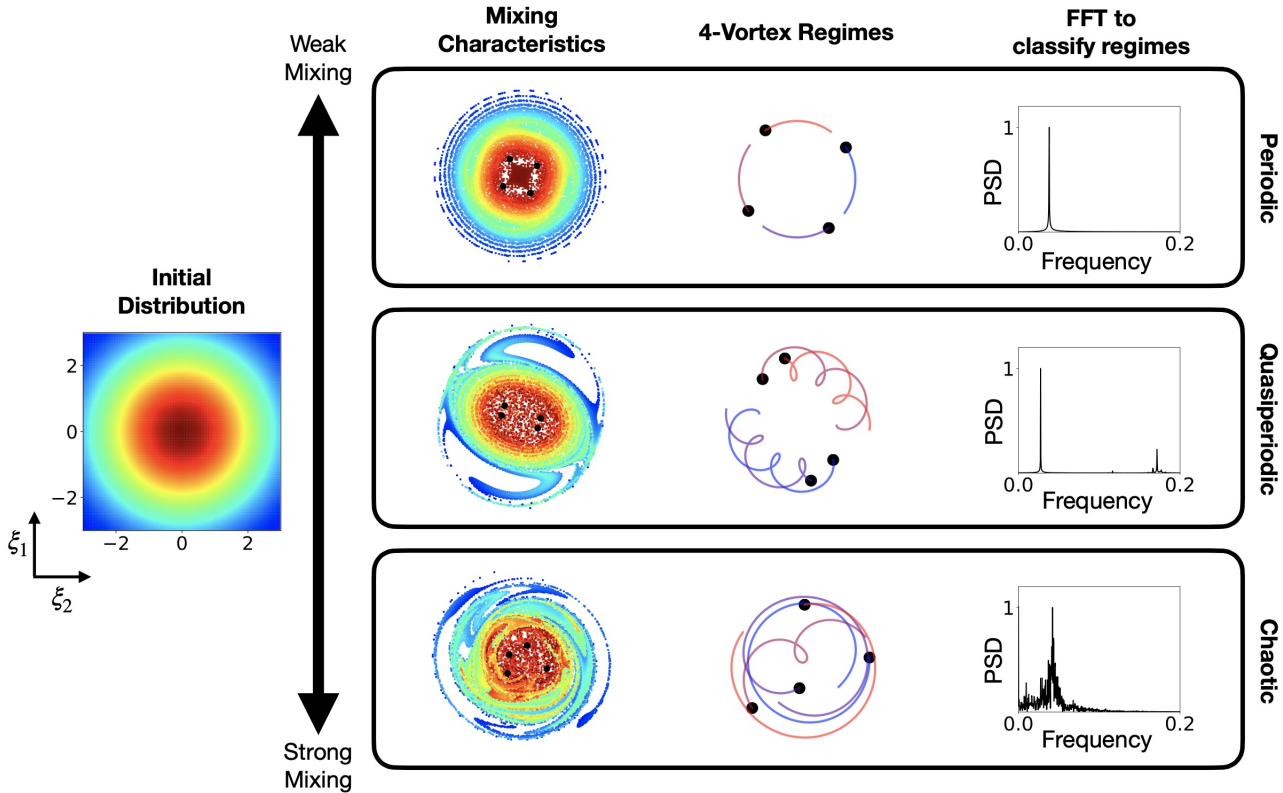 Mixing
Characteristics
4-Vortex Regimes
FFT to
classify regimes
Weak
Mixing
1
PSD
0.0
0.2
Frequency
Periodic
Initial
Distribution
2
0
−2
−2
0
2
ξ1
ξ2
1
PSD
0.0
0.2
Frequency
Quasiperiodic
1
PSD
0.0
0.2
Frequency
Chaotic
Strong
Mixing